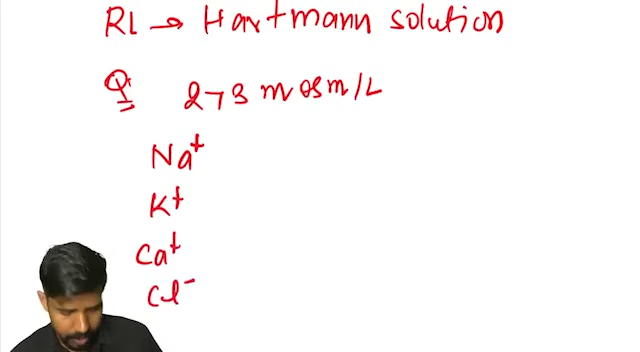 RL → Hartmann solution
Q 273 mosm/L
Na+
K+
Ca+
Cl-